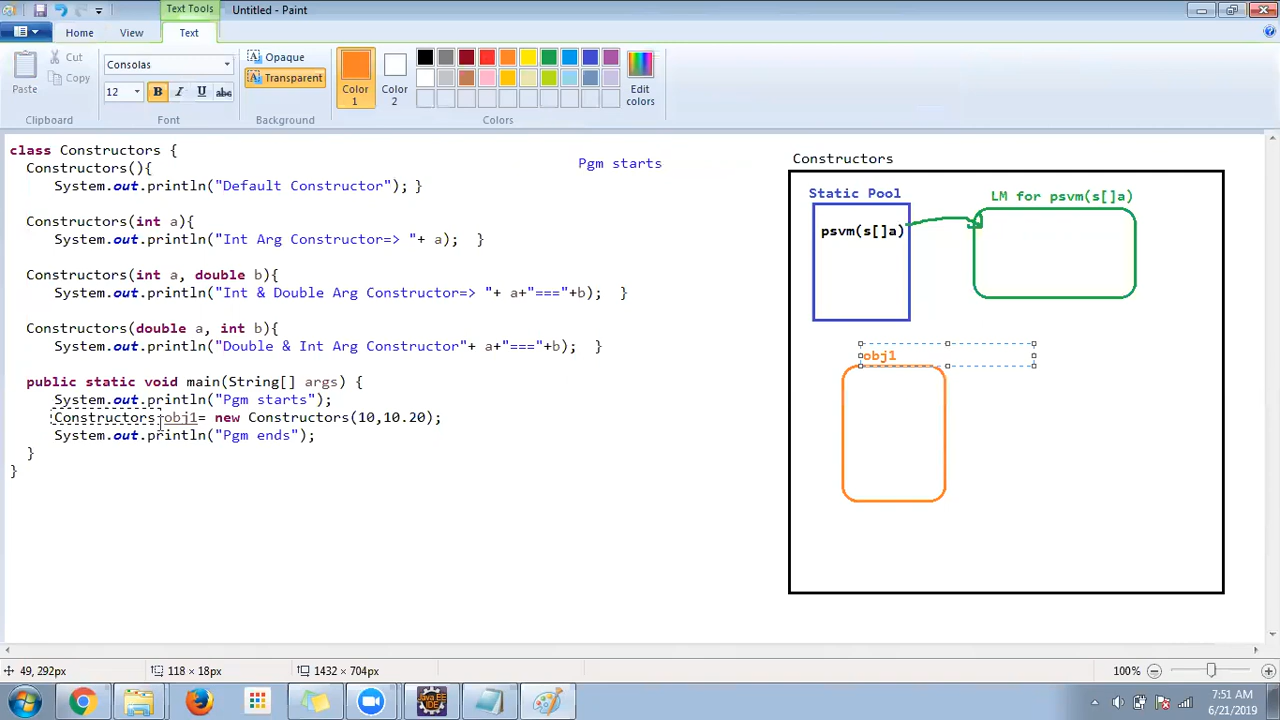 Text Tools
Untitled - Paint
Home
View
Text
Paste
Cut
Copy
Clipboard
Consolas
12
B
I
U
abc
Font
Opaque
Transparent
Background
Color 1
Color 2
Edit colors
Colors
class Constructors {
Constructors(){
System.out.println("Default Constructor"); }
Constructors(int a){
System.out.println("Int Arg Constructor=> "+ a); }
Constructors(int a, double b){
System.out.println("Int & Double Arg Constructor=> "+ a+"==="+b); }
Constructors(double a, int b){
System.out.println("Double & Int Arg Constructor"+ a+"==="+b); }
public static void main(String[] args) {
System.out.println("Pgm starts");
Constructors obj1= new Constructors(10,10.20);
System.out.println("Pgm ends");
}
}
Pgm starts
Constructors
Static Pool
psvm(s[]a)
LM for psvm(s[]a)
obj1
49, 292px
118 × 18px
1432 × 704px
100%
Java EE
IDE
7:51 AM
6/21/2019